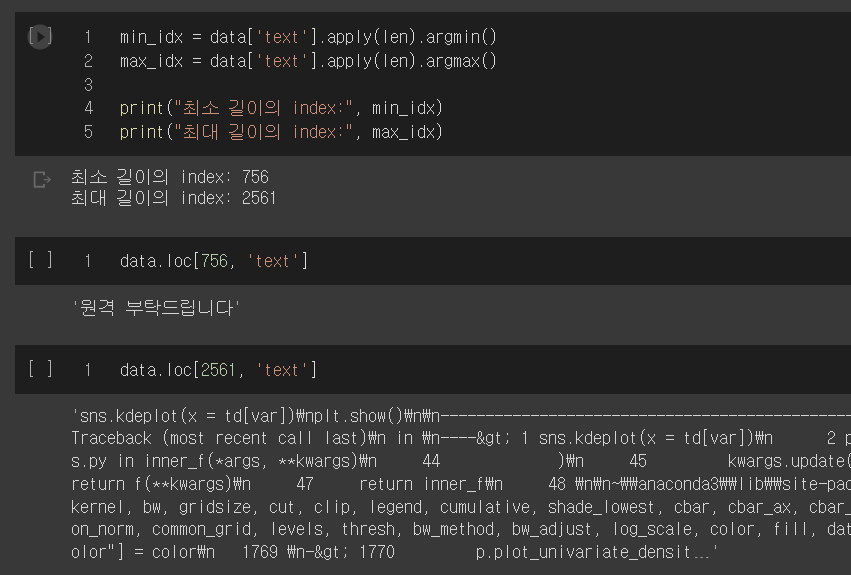 [ ] 1 min_idx = data['text'].apply(len).argmin()
2 max_idx = data['text'].apply(len).argmax()
3
4 print("최소 길이의 index:", min_idx)
5 print("최대 길이의 index:", max_idx)
최소 길이의 index: 756
최대 길이의 index: 2561
[ ] 1 data.loc[756, 'text']
'원격 부탁드립니다'
[ ] 1 data.loc[2561, 'text']
'sns.kdeplot(x = td[var])₩nplt.show()₩n₩n---------------------------------------------
Traceback (most recent call last)₩n in ₩n----&gt; 1 sns.kdeplot(x = td[var])₩n 2 p
s.py in inner_f(*args, **kwargs)₩n 44 )₩n 45 kwargs.update(
return f(**kwargs)₩n 47 return inner_f₩n 48 ₩n₩n~₩₩anaconda3₩₩lib₩₩site-pac
kernel, bw, gridsize, cut, clip, legend, cumulative, shade_lowest, cbar, cbar_ax, cbar_
on_norm, common_grid, levels, thresh, bw_method, bw_adjust, log_scale, color, fill, dat
olor"] = color₩n 1769 ₩n-&gt; 1770 p.plot_univariate_densit...'